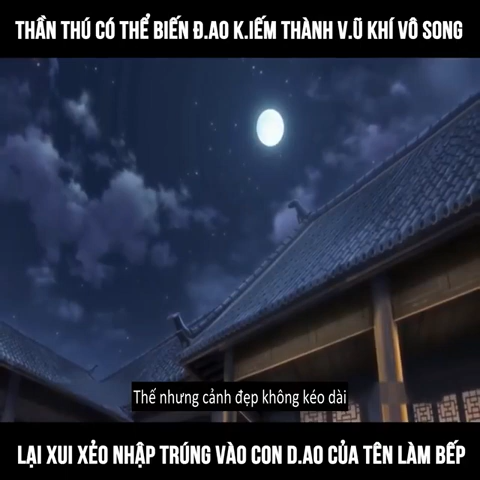 THẦN THÚ CÓ THỂ BIẾN Đ.AO K.IẾM THÀNH V.Ũ KHÍ VÔ SONG
Thế nhưng cảnh đẹp không kéo dài
LẠI XUI XẺO NHẬP TRÚNG VÀO CON D.AO CỦA TÊN LÀM BẾP